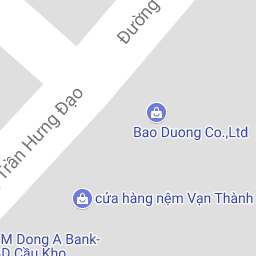 Đường
Trần Hưng Đạo
Bao Duong Co.,Ltd
cửa hàng nệm Vạn Thành
M Dong A Bank-
D Cầu Kho